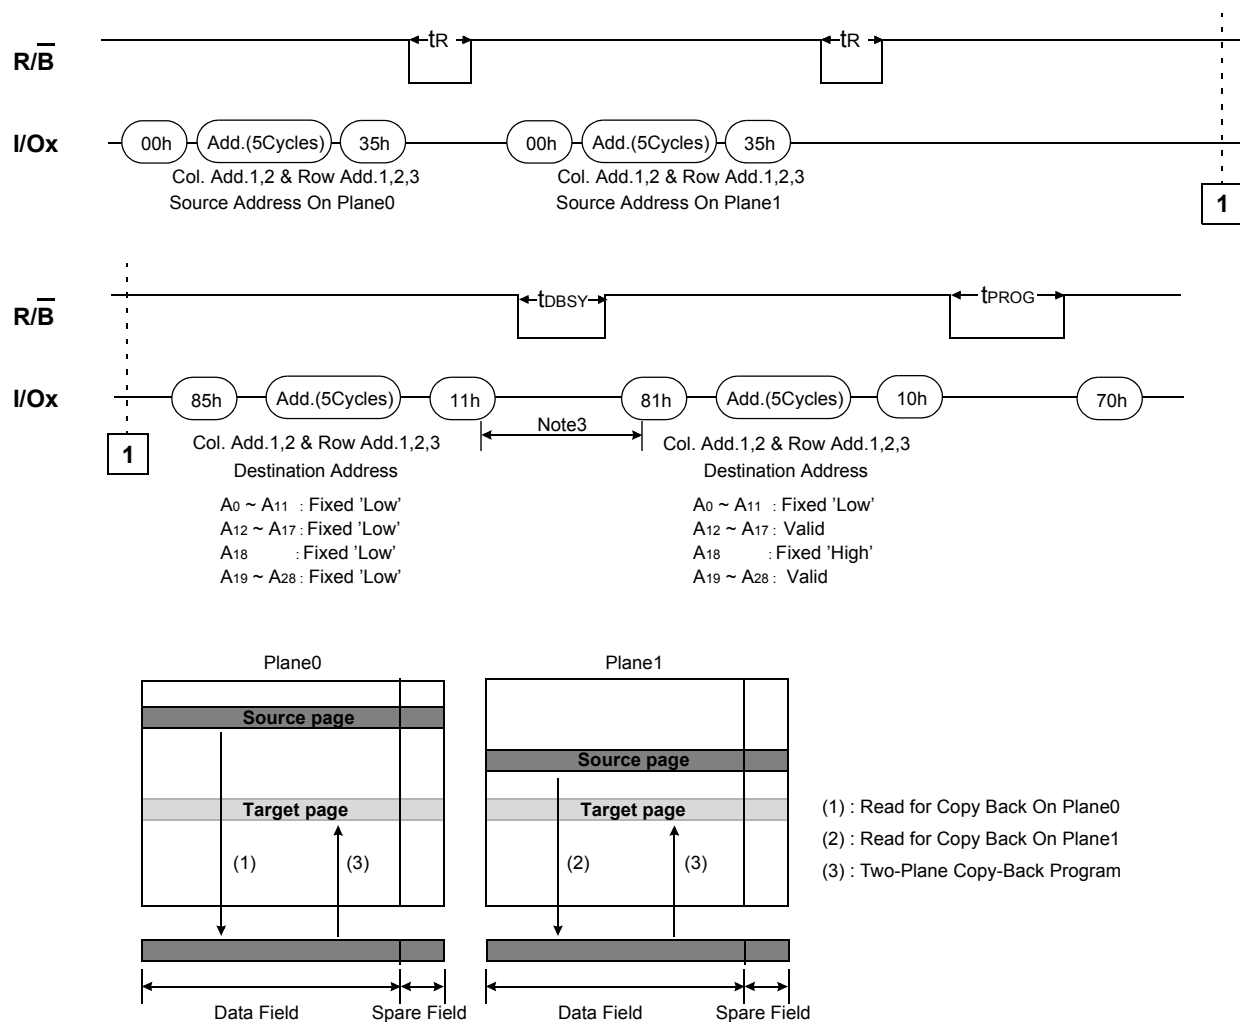 R/B tR tR
I/Ox 00h Add.(5Cycles) 35h 00h Add.(5Cycles) 35h
Col. Add.1,2 & Row Add.1,2,3 Col. Add.1,2 & Row Add.1,2,3
Source Address On Plane0 Source Address On Plane1
1
R/B tDBSY tPROG
I/Ox 85h Add.(5Cycles) 11h 81h Add.(5Cycles) 10h 70h
Note3
1
Col. Add.1,2 & Row Add.1,2,3 Col. Add.1,2 & Row Add.1,2,3
Destination Address Destination Address
A0 ~ A11 : Fixed 'Low' A0 ~ A11 : Fixed 'Low'
A12 ~ A17 : Fixed 'Low' A12 ~ A17 : Valid
A18 : Fixed 'Low' A18 : Fixed 'High'
A19 ~ A28 : Fixed 'Low' A19 ~ A28 : Valid
Plane0 Plane1
Source page
Source page
Target page Target page
(1) (3) (2) (3)
(1) : Read for Copy Back On Plane0
(2) : Read for Copy Back On Plane1
(3) : Two-Plane Copy-Back Program
Data Field Spare Field Data Field Spare Field